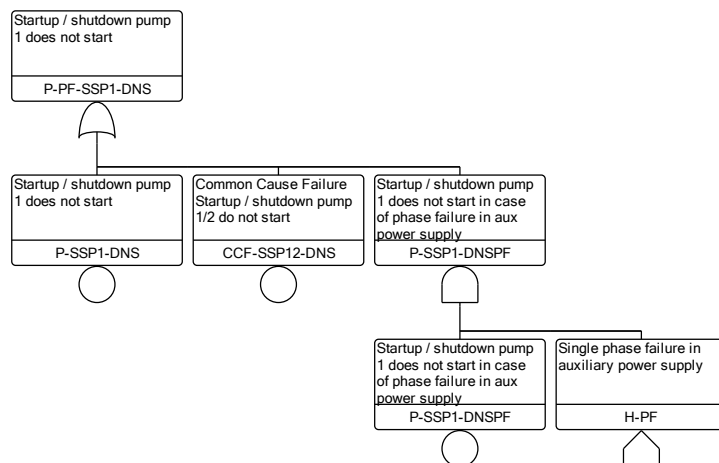 Startup / shutdown pump
1 does not start
P-PF-SSP1-DNS
Startup / shutdown pump
1 does not start
P-SSP1-DNS
Common Cause Failure
Startup / shutdown pump
1/2 do not start
CCF-SSP12-DNS
Startup / shutdown pump
1 does not start in case
of phase failure in aux
power supply
P-SSP1-DNSPF
Startup / shutdown pump
1 does not start in case
of phase failure in aux
power supply
P-SSP1-DNSPF
Single phase failure in
auxiliary power supply
H-PF